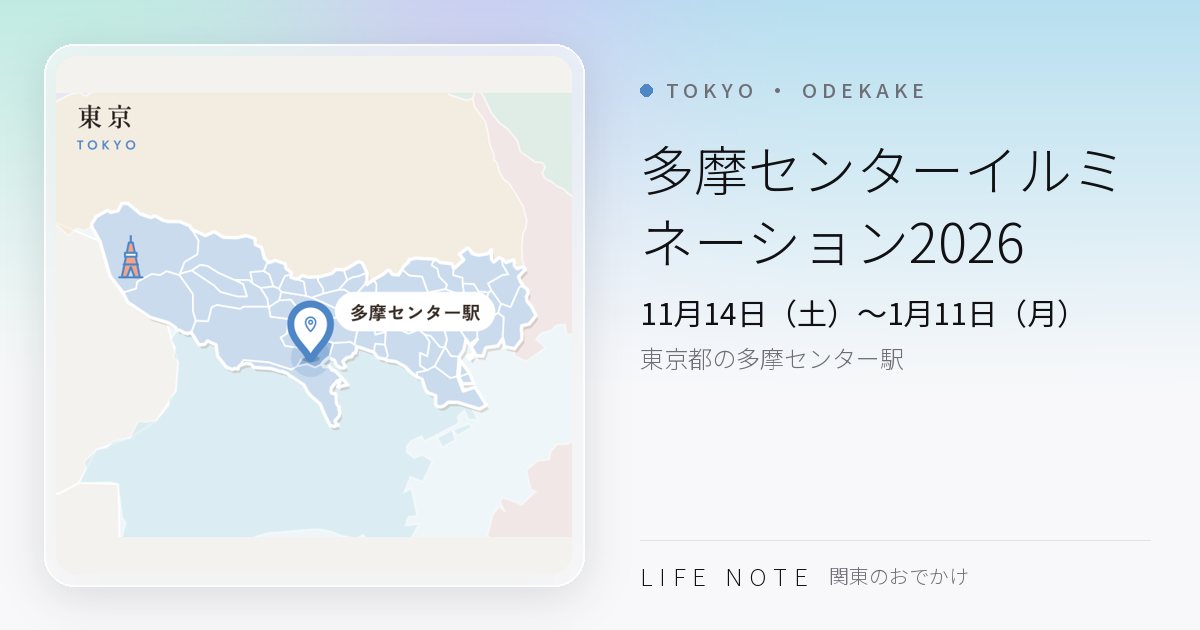 東京
TOKYO
多摩センター駅
TOKYO • ODEKAKE
多摩センターイルミ
ネーション2026
11月14日（土）〜1月11日（月）
東京都の多摩センター駅
LIFE NOTE 関東のおでかけ